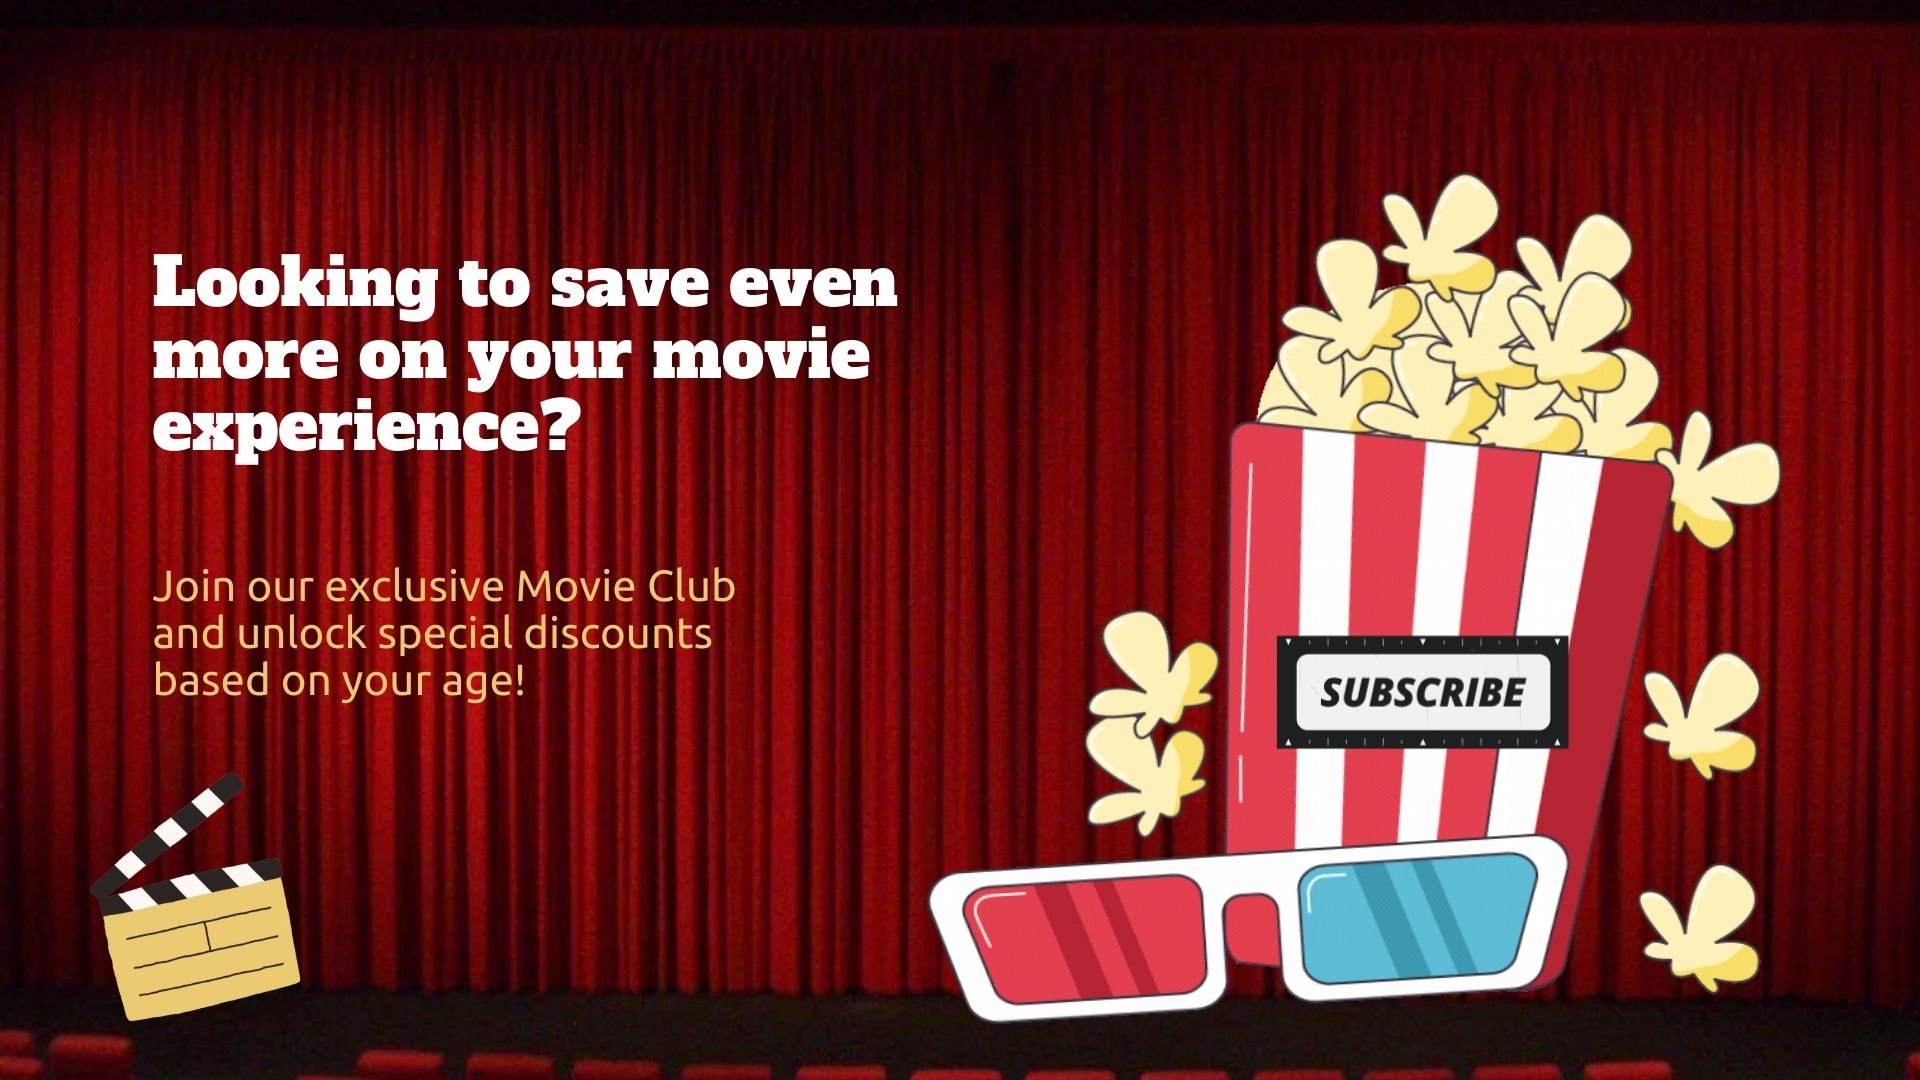 Looking to save even
more on your movie
experience?
Join our exclusive Movie Club
and unlock special discounts
based on your age!
SUBSCRIBE